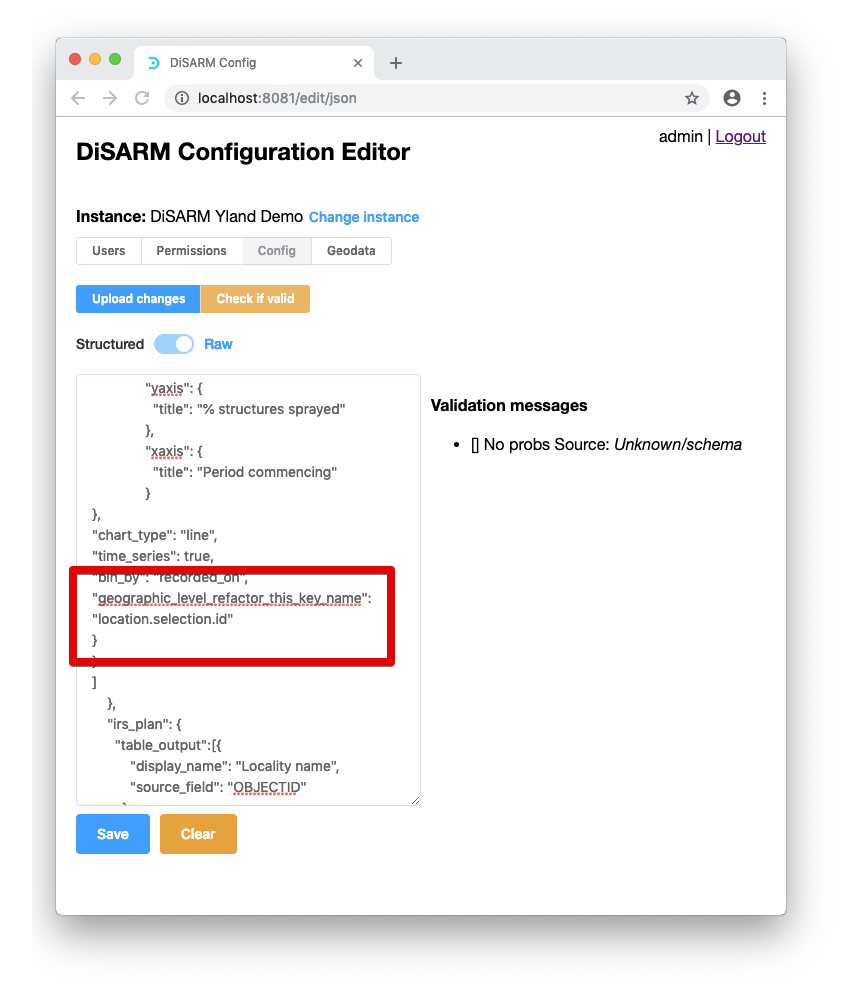 DiSARM Config
localhost:8081/edit/json
admin | Logout
DiSARM Configuration Editor
Instance: DiSARM Yland Demo Change instance
Users Permissions Config Geodata
Upload changes Check if valid
Structured Raw
"yaxis": {
"title": "% structures sprayed"
},
"xaxis": {
"title": "Period commencing"
}
},
"chart_type": "line",
"time_series": true,
"bin_by": "recorded_on",
"geographic_level_refactor_this_key_name":
"location.selection.id"
}
}
]
},
"irs_plan": {
"table_output":[{
"display_name": "Locality name",
"source_field": "OBJECTID"
Validation messages
• [] No probs Source: Unknown/schema
Save Clear